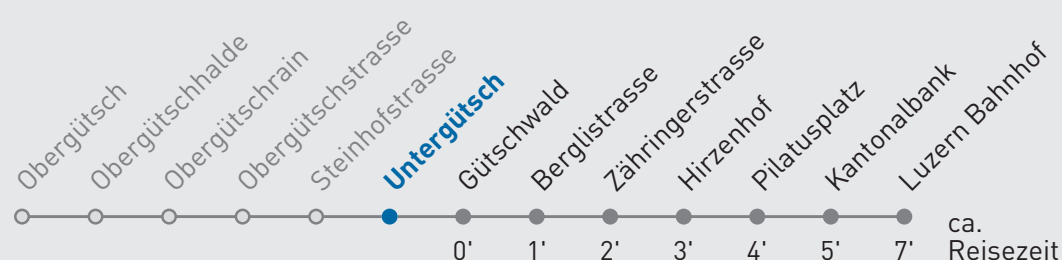 Obergütsch
Obergütschhalde
Obergütschrain
Obergütschstrasse
Steinhofstrasse
Untergütsch
Gütschwald
Berglistrasse
Zähringerstrasse
Hirzenhof
Pilatusplatz
Kantonalbank
Luzern Bahnhof
0' 1' 2' 3' 4' 5' 7'
ca.
Reisezeit